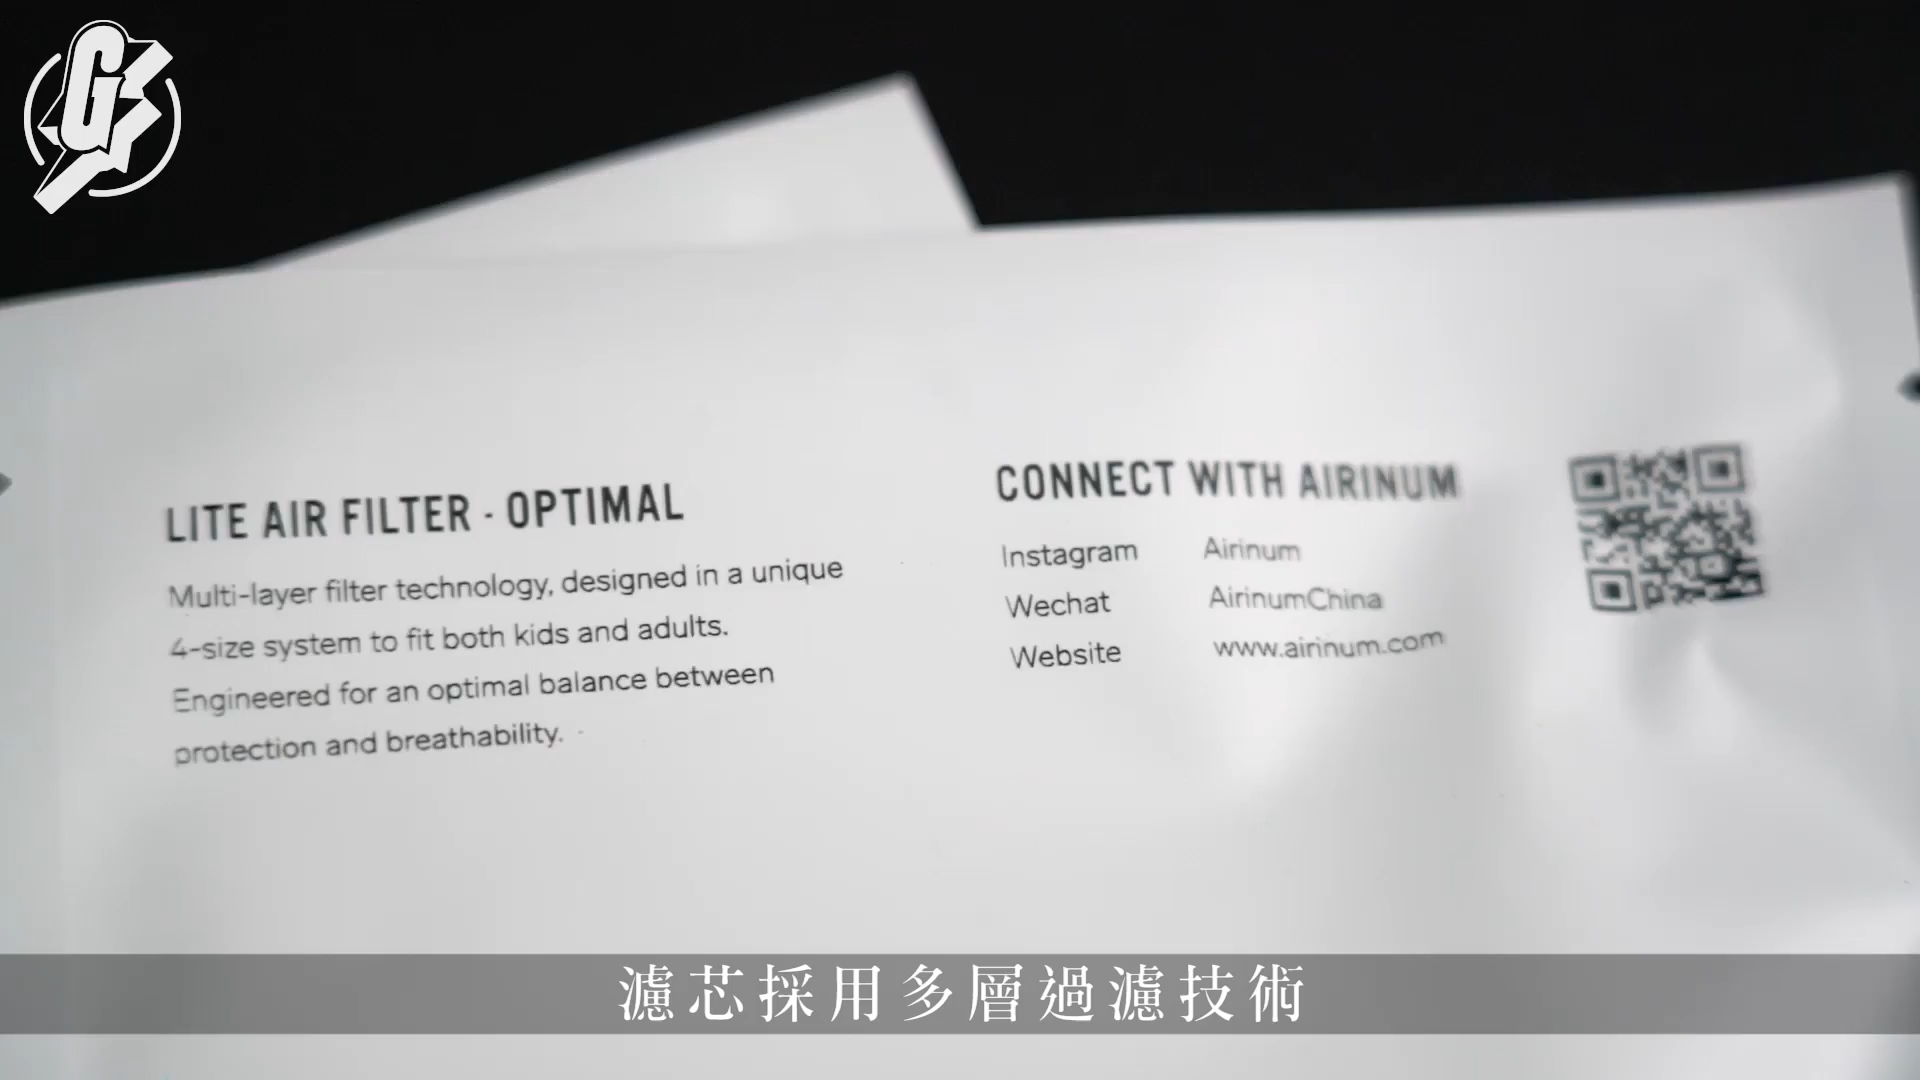 G
LITE AIR FILTER - OPTIMAL
Multi-layer filter technology, designed in a unique
4-size system to fit both kids and adults.
Engineered for an optimal balance between
protection and breathability.
CONNECT WITH AIRINUM
Instagram Airinum
Wechat AirinumChina
Website www.airinum.com
濾芯採用多層過濾技術